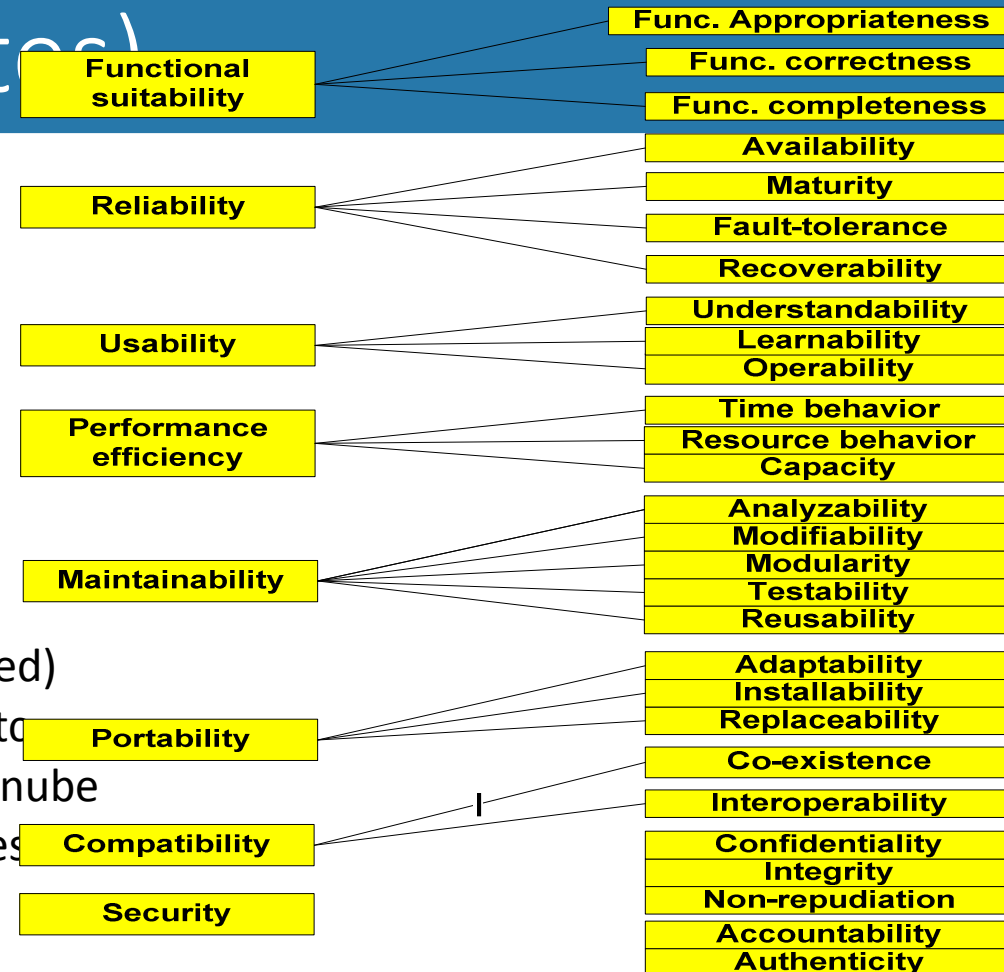 tos)
Functional
suitability
Func. Appropriateness
Func. correctness
Func. completeness
Reliability
Availability
Maturity
Fault-tolerance
Recoverability
Usability
Understandability
Learnability
Operability
Performance
efficiency
Time behavior
Resource behavior
Capacity
Maintainability
Analyzability
Modifiability
Modularity
Testability
Reusability
ed)
Portability
Adaptability
Installability
Replaceability
nube
Compatibility
Co-existence
I
Interoperability
Security
Confidentiality
Integrity
Non-repudiation
Accountability
Authenticity